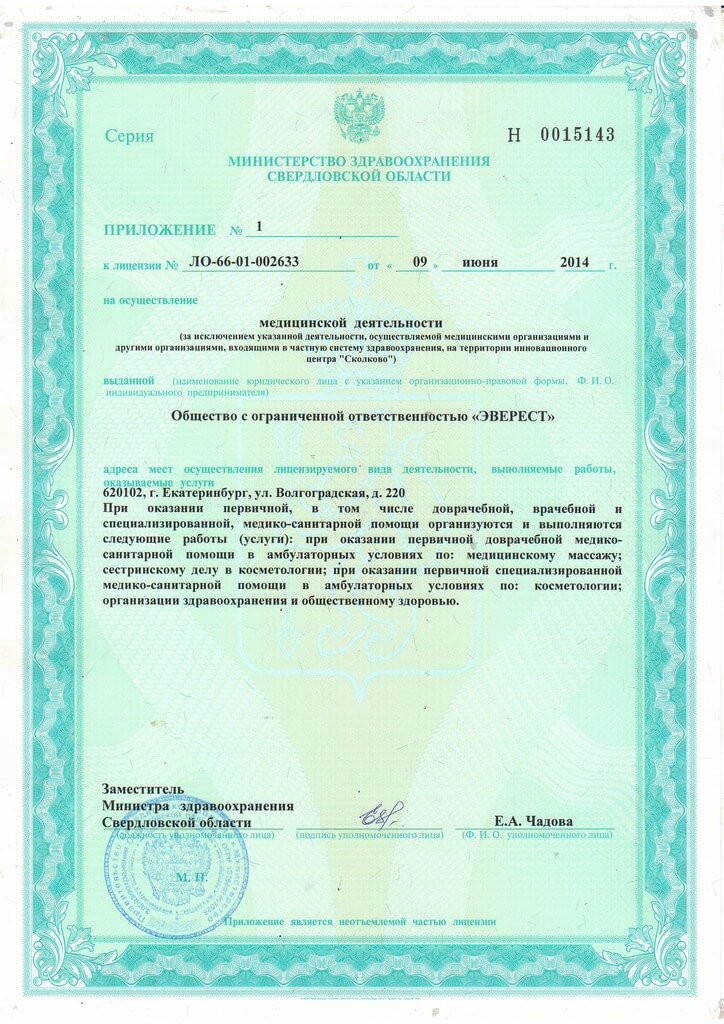 Серия
Н 0015143
МИНИСТЕРСТВО ЗДРАВООХРАНЕНИЯ
СВЕРДЛОВСКОЙ ОБЛАСТИ
ПРИЛОЖЕНИЕ № 1
к лицензии № ЛО-66-01-002633 от « 09 » июня 2014 г.
на осуществление
медицинской деятельности
(за исключением указанной деятельности, осуществляемой медицинскими организациями и
другими организациями, входящими в частную систему здравоохранения, на территории инновационного
центра "Сколково")
выданной (наименование юридического лица с указанием организационно-правовой формы, Ф. И. О.
индивидуального предпринимателя)
Общество с ограниченной ответственностью «ЭВЕРЕСТ»
адреса мест осуществления лицензируемого вида деятельности, выполняемые работы,
оказываемые услуги
620102, г. Екатеринбург, ул. Волгоградская, д. 220
При оказании первичной, в том числе доврачебной, врачебной и
специализированной, медико-санитарной помощи организуются и выполняются
следующие работы (услуги): при оказании первичной доврачебной медико-
санитарной помощи в амбулаторных условиях по: медицинскому массажу;
сестринскому делу в косметологии; при оказании первичной специализированной
медико-санитарной помощи в амбулаторных условиях по: косметологии;
организации здравоохранения и общественному здоровью.
Заместитель
Министра здравоохранения
Свердловской области
Е.А. Чадова
(должность уполномоченного лица)
(подпись уполномоченного лица)
(Ф. И. О. уполномоченного лица)
М. П.
Приложение является неотъемлемой частью лицензии